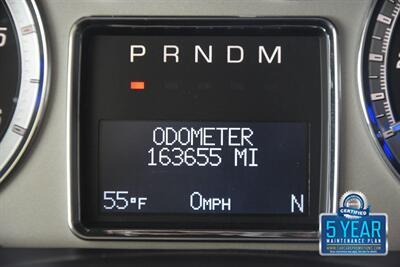 P R N D M
ODOMETER
163655 MI
55°F 0MPH N
CERTIFIED
5 YEAR
MAINTENANCE PLAN